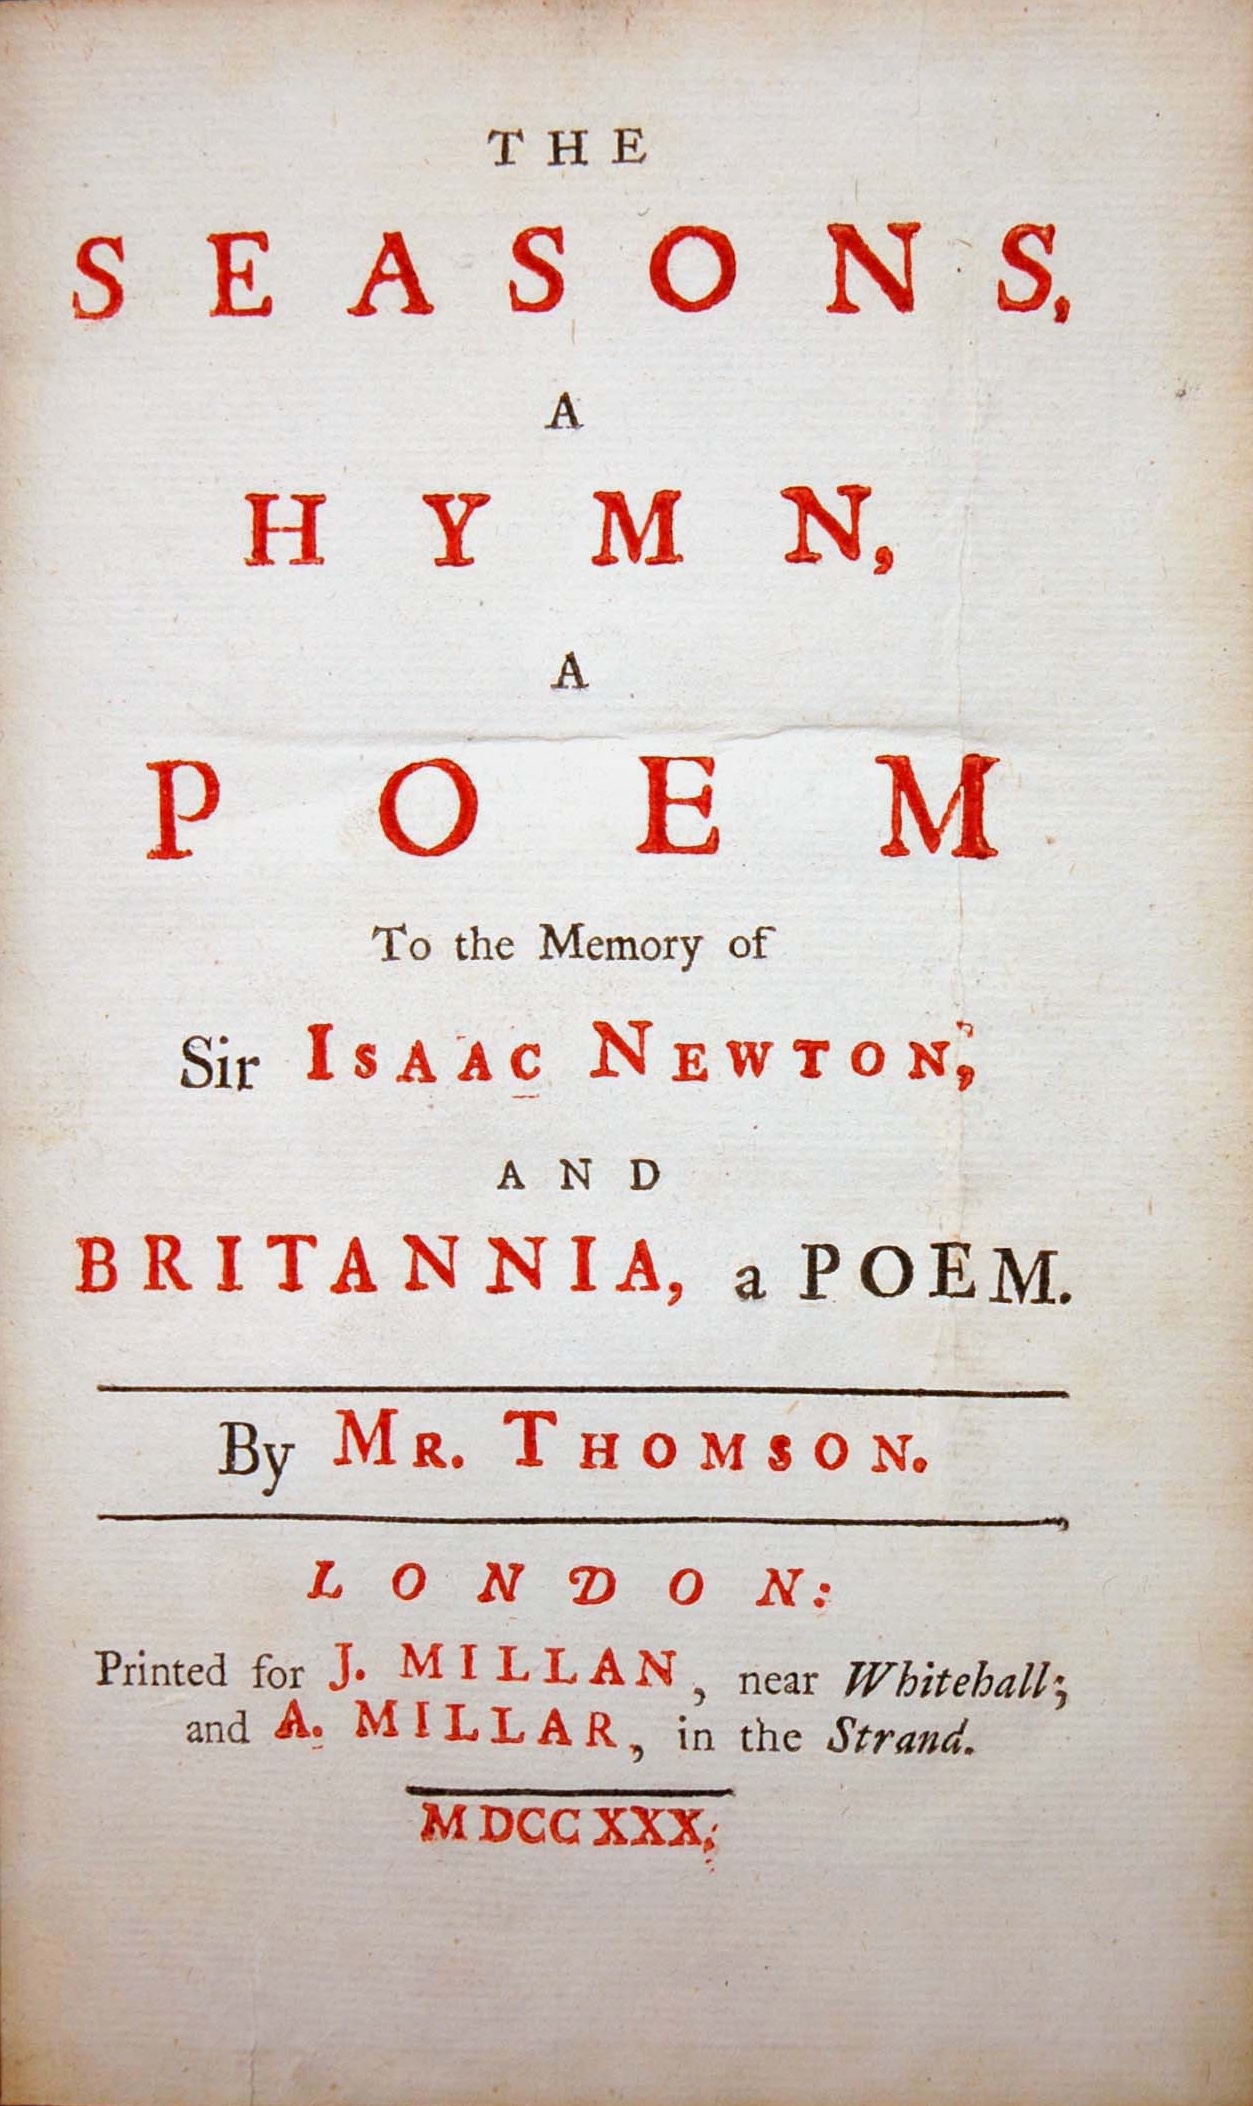 THE
SEASONS,
A
HYMN,
A
POEM
To the Memory of
Sir ISAAC NEWTON,
AND
BRITANNIA, a POEM.
By MR. THOMSON.
LONDON:
Printed for J. MILLAN, near Whitehall;
and A. MILLAR, in the Strand.
MDCCXXX.